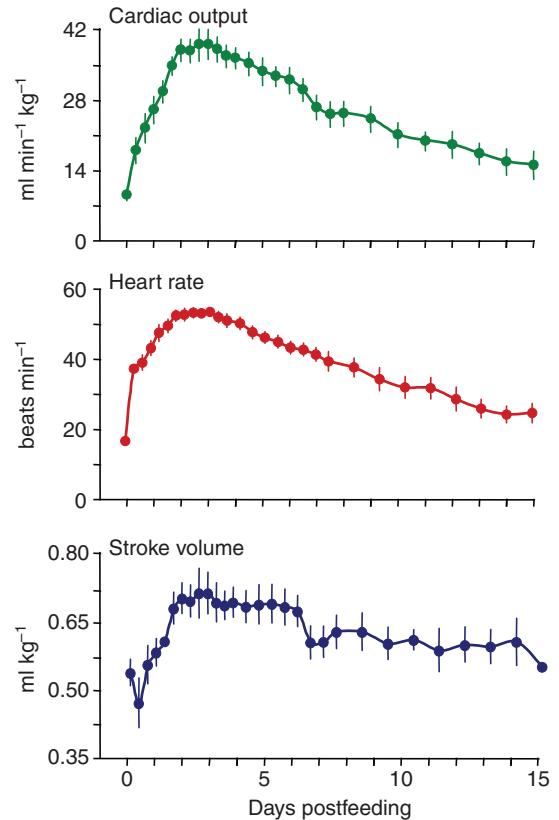 Cardiac output
42
28
14
0
ml min⁻¹ kg⁻¹
Heart rate
60
40
20
0
beats min⁻¹
Stroke volume
0.80
0.65
0.50
0.35
ml kg⁻¹
0 5 10 15
Days postfeeding